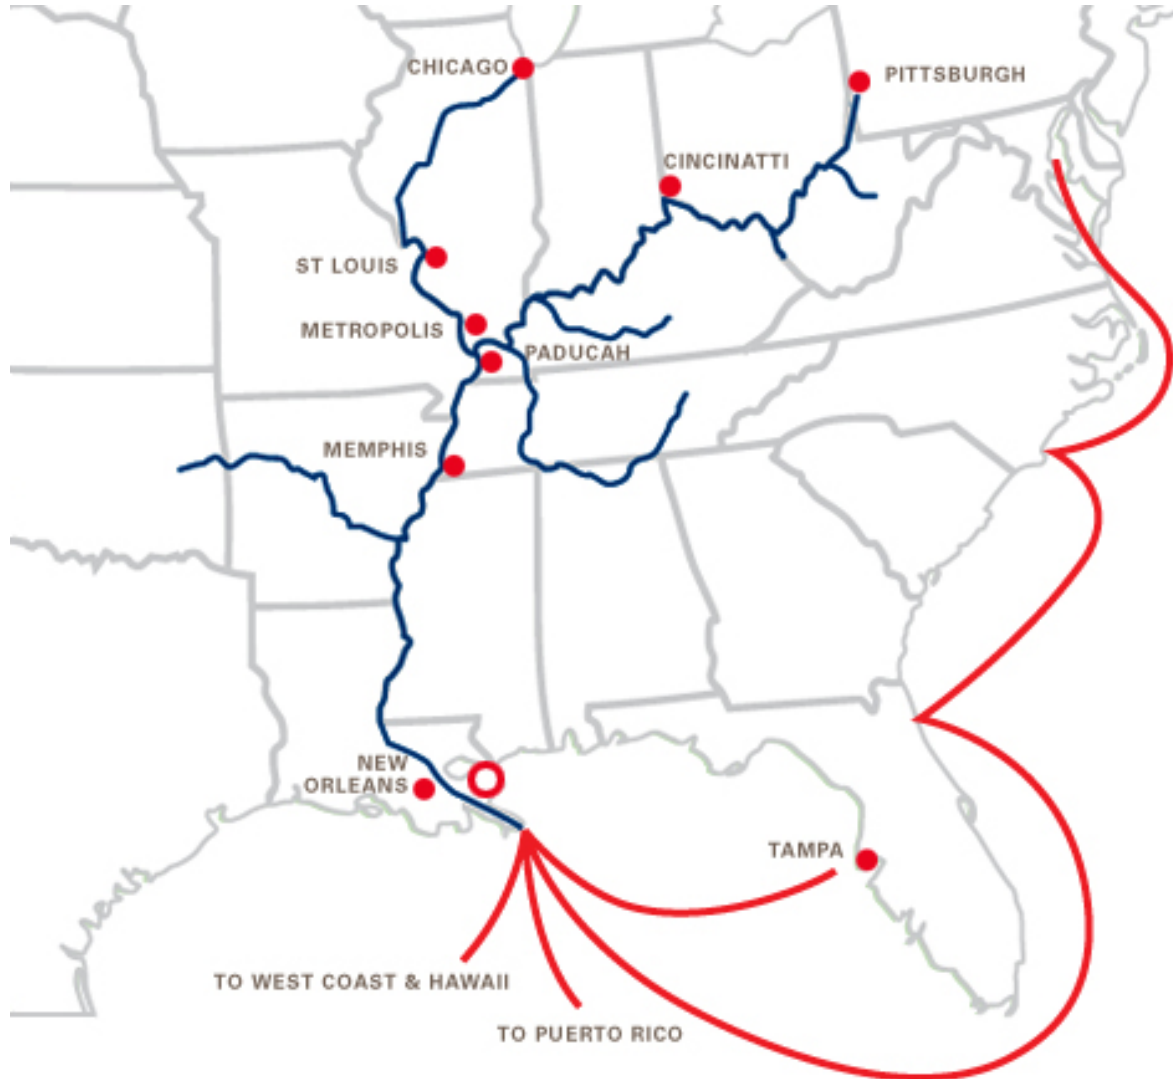 CHICAGO
PITTSBURGH
CINCINATTI
ST LOUIS
METROPOLIS
PADUCAH
MEMPHIS
NEW
ORLEANS
TAMPA
TO WEST COAST & HAWAII
TO PUERTO RICO